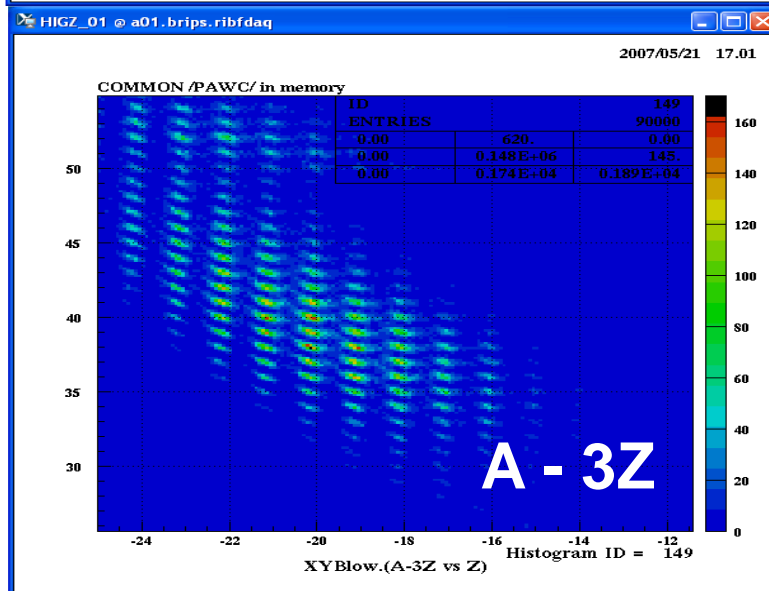 HIGZ_01 @ a01.brips.ribfdaq
2007/05/21 17.01
COMMON /PAWC/ in memory
ID 149
ENTRIES 90000
0.00 620. 0.00
0.00 0.148E+06 145.
0.00 0.174E+04 0.189E+04
50
45
40
35
30
160
140
120
100
80
60
40
20
0
A - 3Z
-24 -22 -20 -18 -16 -14 -12
Histogram ID = 149
XYBlow.(A-3Z vs Z)